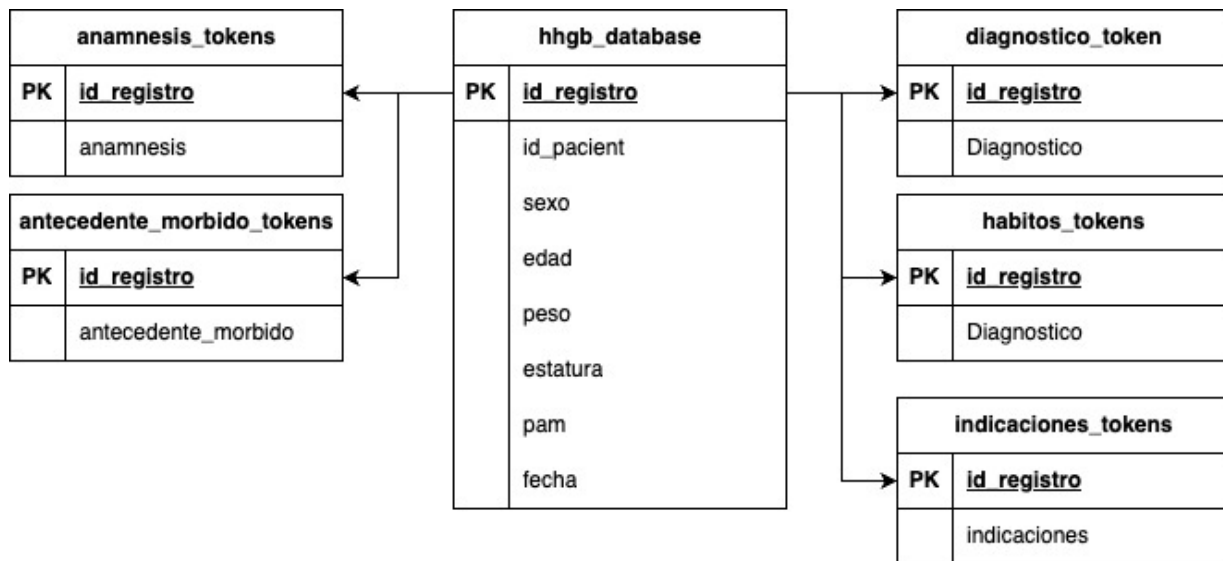 anamnesis_tokens
PK id_registro
anamnesis
antecedente_morbido_tokens
PK id_registro
antecedente_morbido
hhgb_database
PK id_registro
id_pacient
sexo
edad
peso
estatura
pam
fecha
diagnostico_token
PK id_registro
Diagnostico
habitos_tokens
PK id_registro
Diagnostico
indicaciones_tokens
PK id_registro
indicaciones